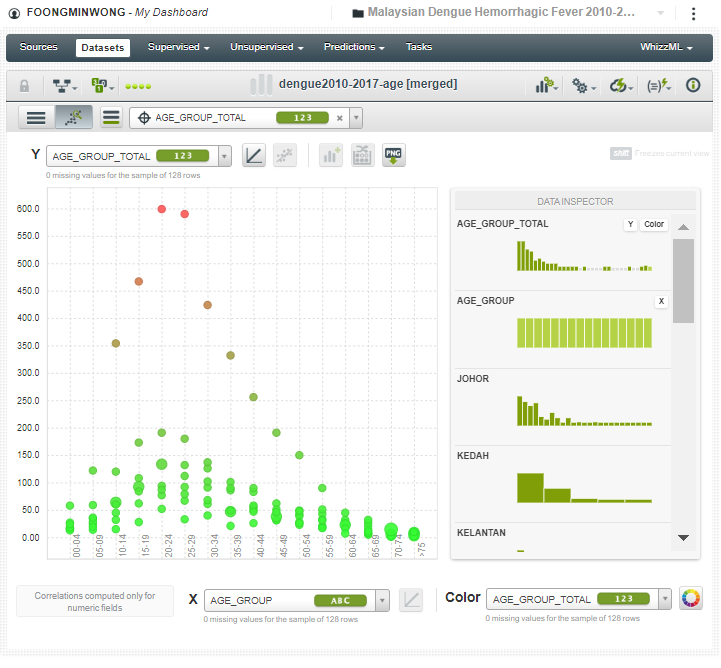 FOONGMINWONG - My Dashboard
Malaysian Dengue Hemorrhagic Fever 2010-2...
Sources Datasets Supervised Unsupervised Predictions Tasks WhizzML
dengue2010-2017-age [merged]
AGE_GROUP_TOTAL 123 x
Y AGE_GROUP_TOTAL 123 PNG
0 missing values for the sample of 128 rows
SHIFT Freezes current view
600.0
550.0
500.0
450.0
400.0
350.0
300.0
250.0
200.0
150.0
100.0
50.0
0.00
00-04
05-09
10-14
15-19
20-24
25-29
30-34
35-39
40-44
45-49
50-54
55-59
60-64
65-69
70-74
>75
DATA INSPECTOR
AGE_GROUP_TOTAL Y Color
AGE_GROUP X
JOHOR
KEDAH
KELANTAN
Correlations computed only for
numeric fields
X AGE_GROUP ABC
0 missing values for the sample of 128 rows
Color AGE_GROUP_TOTAL 123
0 missing values for the sample of 128 rows